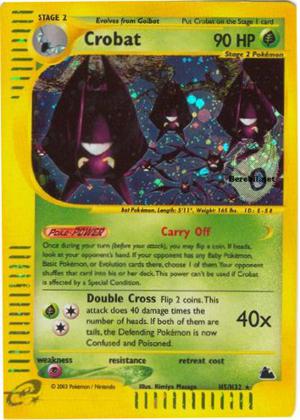 STAGE 2
Evolves from Golbat
Put Crobat on the Stage 1 card
Crobat
90 HP
Stage 2 Pokémon
Bat Pokémon, Length: 5'11", Weight: 165 lbs. ID: E-54
Poké-POWER Carry Off
Once during your turn (before your attack), you may flip a coin. If heads,
look at your opponent's hand. If your opponent has any Baby Pokémon,
Basic Pokémon, or Evolution cards there, choose 1 of them. Your opponent
shuffles that card into his or her deck. This power can't be used if Crobat
is affected by a Special Condition.
Double Cross Flip 2 coins. This
attack does 40 damage times the
number of heads. If both of them are
tails, the Defending Pokémon is now
Confused and Poisoned.
40x
weakness
resistance
retreat cost
©2003 Pokémon / Nintendo
Illus. Kimiya Masago
H5/H32